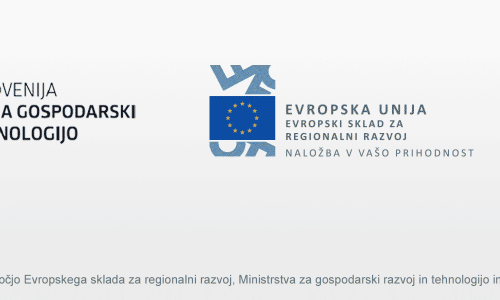 OVENIJA
A GOSPODARSKI
NOLOGIJO
EVROPSKA UNIJA
EVROPSKI SKLAD ZA
REGIONALNI RAZVOJ
NALOŽBA V VAŠO PRIHODNOST
očjo Evropskega sklada za regionalni razvoj, Ministrstva za gospodarski razvoj in tehnologijo in